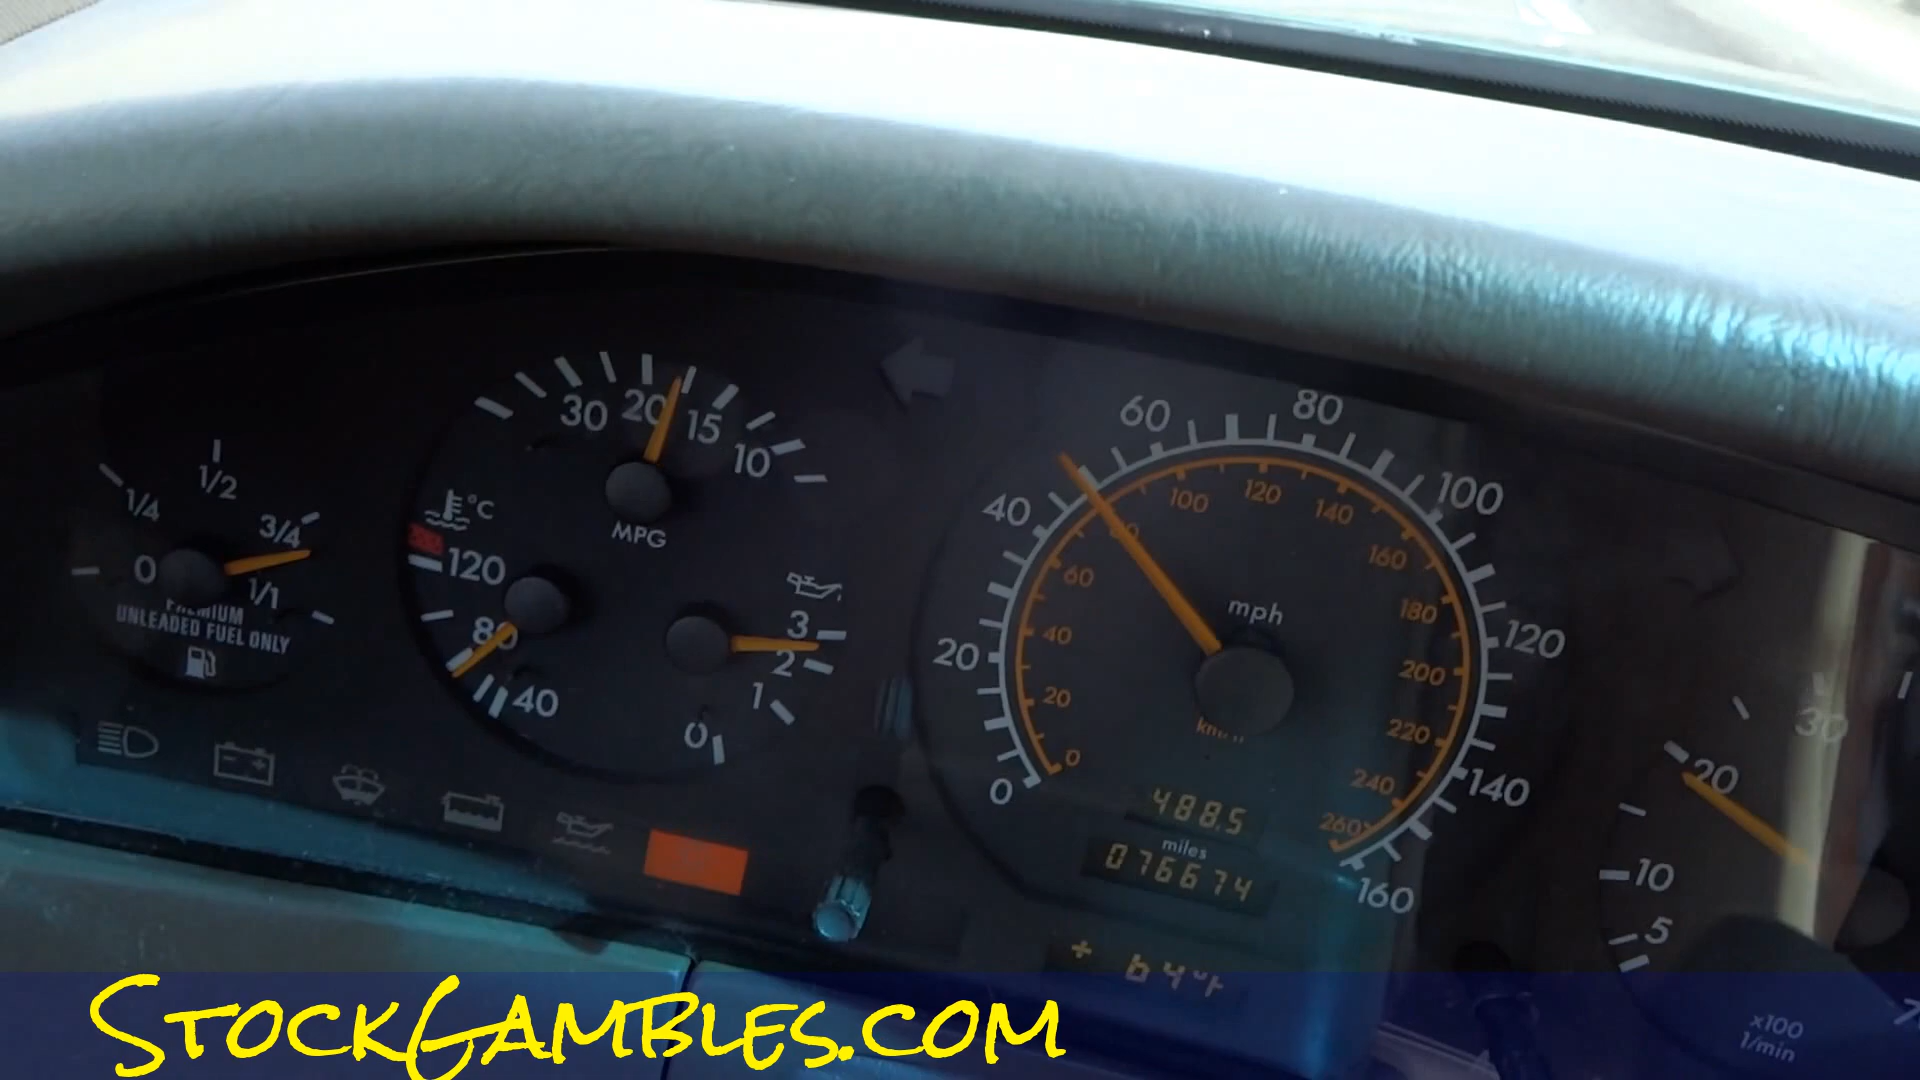 1/2
1/4
3/4
0
1/1
PREMIUM
UNLEADED FUEL ONLY
30 20 15 10
MPG
°C
120
80
40
3
2
1
0
0 20 40 60 80 100 120 140 160
0 20 40 60 80 100 120 140 160 180 200 220 240 260
mph
km/h
488.5
miles
076674
+ 64°F
5 10 20 30
x100
1/min
StockGambles.com